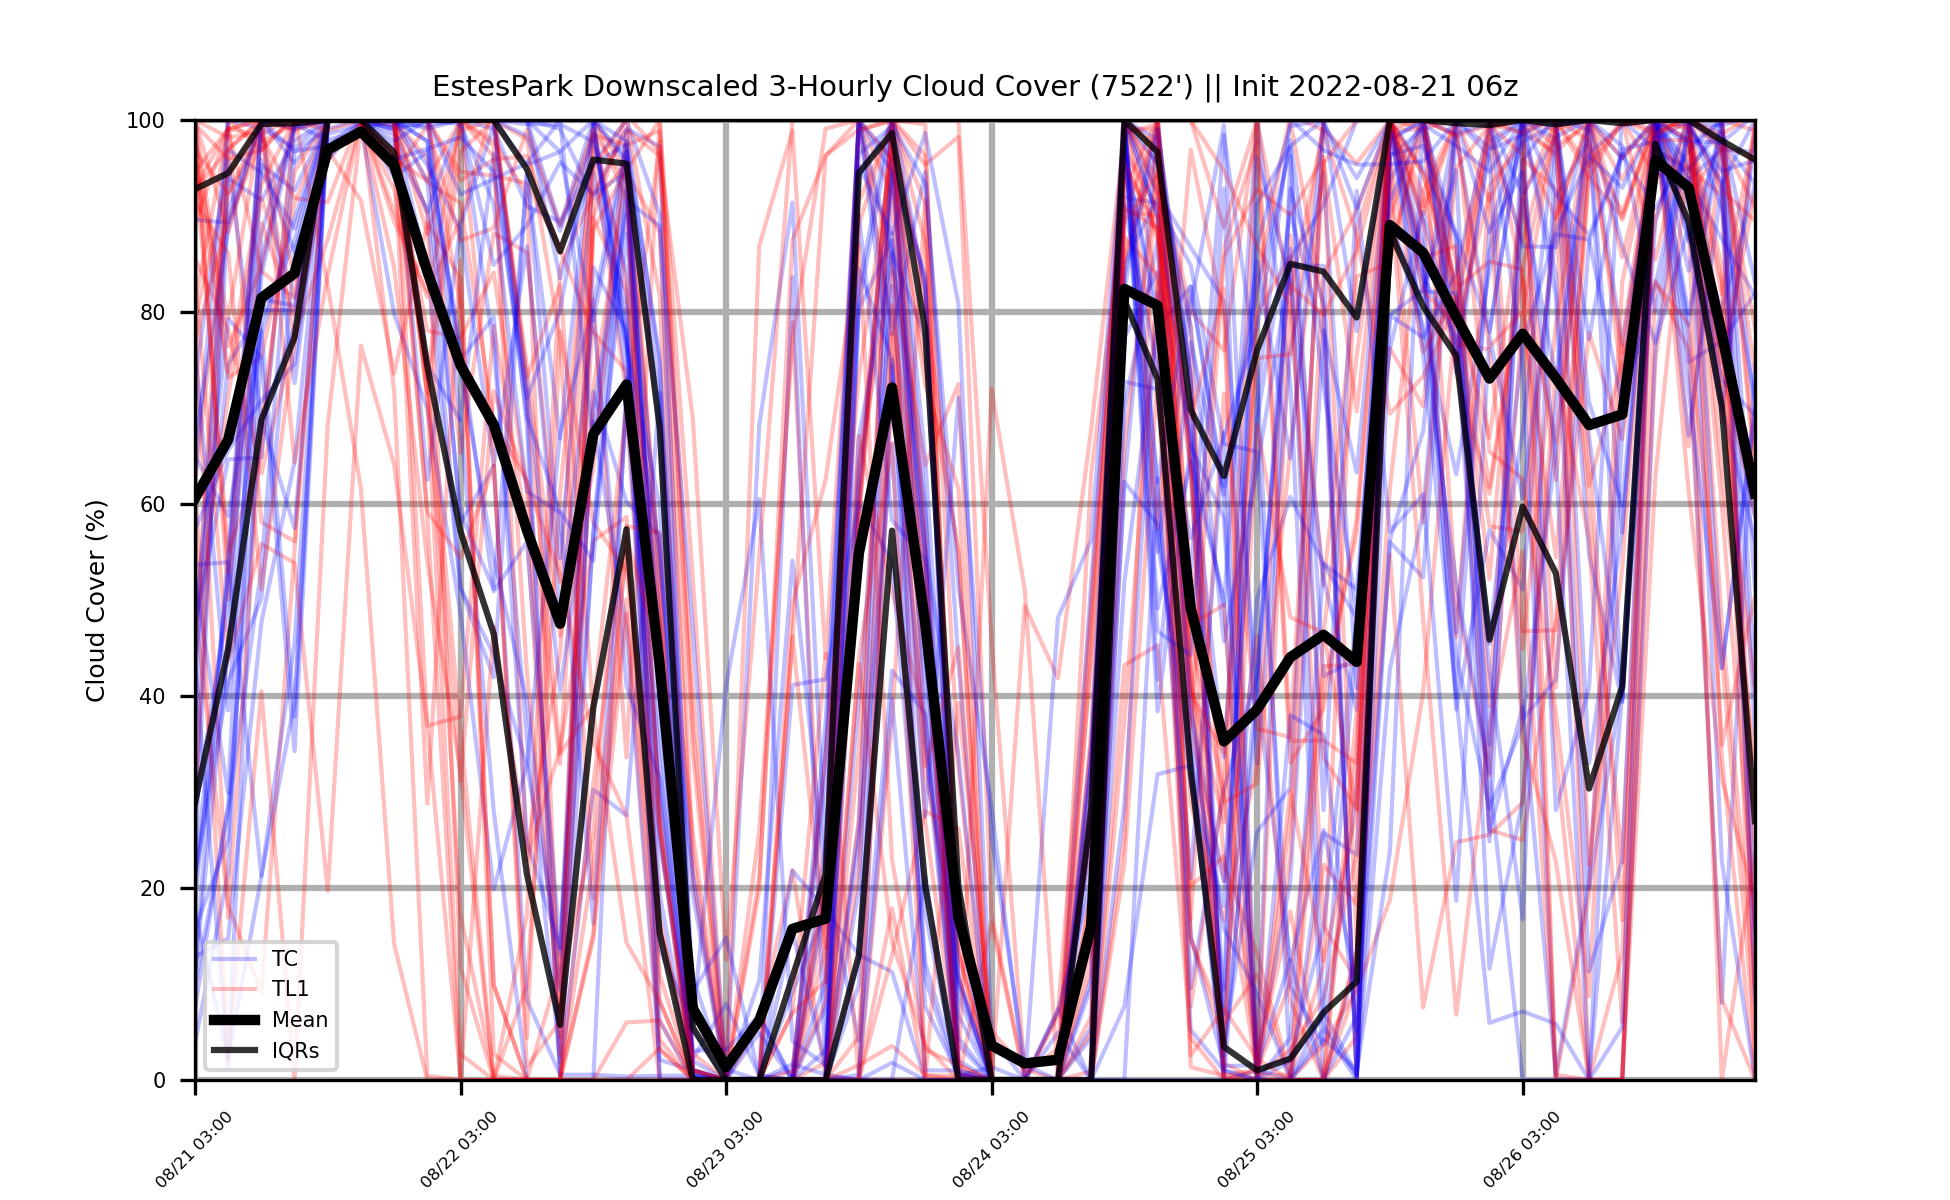 EstesPark Downscaled 3-Hourly Cloud Cover (7522') || Init 2022-08-21 06z
Cloud Cover (%)
100
80
60
40
20
0
TC
TL1
Mean
IQRs
08/21 03:00
08/22 03:00
08/23 03:00
08/24 03:00
08/25 03:00
08/26 03:00